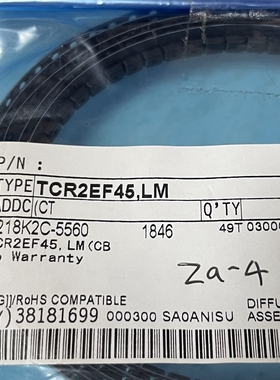 P/N :
TYPE TCR2EF45,LM
ADDC (CT Q'TY
218K2C-5560 1846 49T 03000
CR2EF45, LM (CB
o Warranty
za-4
G]]/RoHS COMPATIBLE DIFFU
Y) 38181699 000300 SA0ANISU ASSE